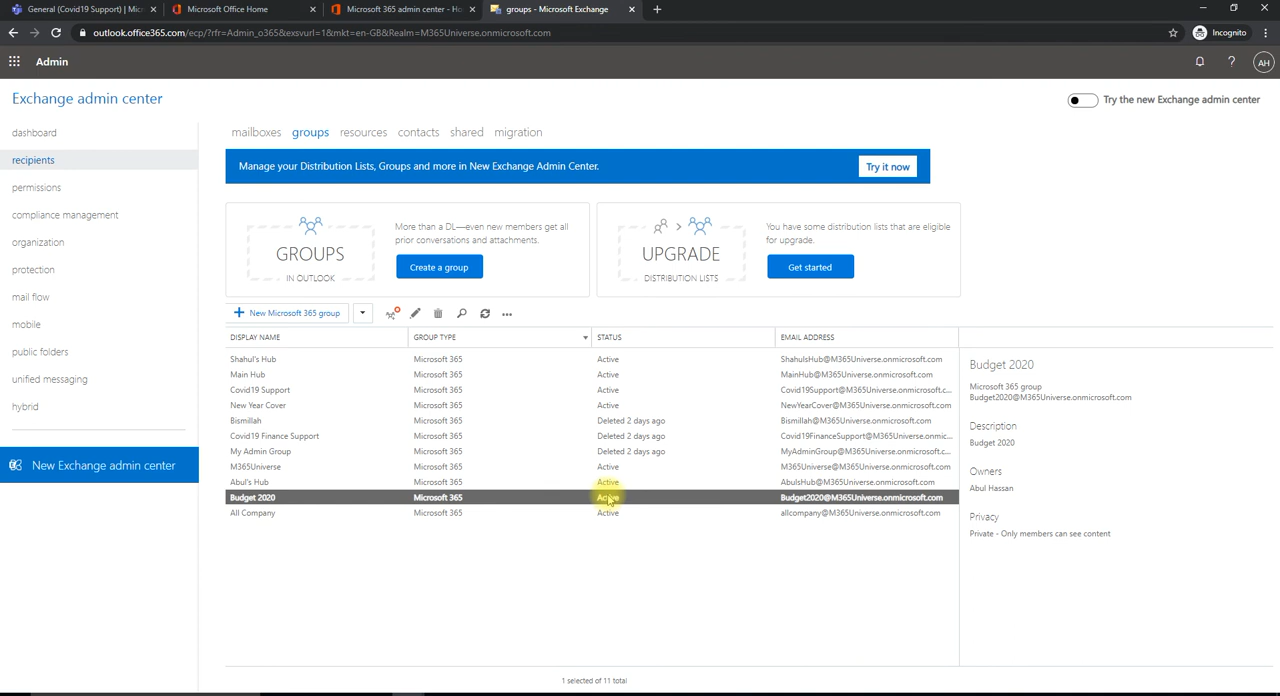 General (Covid19 Support) | Micr
Microsoft Office Home
Microsoft 365 admin center - Ho
groups - Microsoft Exchange
outlook.office365.com/ecp/?rfr=Admin_o365&exsvurl=1&mkt=en-GB&Realm=M365Universe.onmicrosoft.com
Incognito
Admin
?
AH
Exchange admin center
Try the new Exchange admin center
dashboard
recipients
permissions
compliance management
organization
protection
mail flow
mobile
public folders
unified messaging
hybrid
New Exchange admin center
mailboxes groups resources contacts shared migration
Manage your Distribution Lists, Groups and more in New Exchange Admin Center.
Try it now
GROUPS
IN OUTLOOK
More than a DL—even new members get all
prior conversations and attachments.
Create a group
UPGRADE
DISTRIBUTION LISTS
You have some distribution lists that are eligible
for upgrade.
Get started
New Microsoft 365 group
DISPLAY NAME GROUP TYPE STATUS EMAIL ADDRESS
Shahul's Hub Microsoft 365 Active ShahulsHub@M365Universe.onmicrosoft.com
Main Hub Microsoft 365 Active MainHub@M365Universe.onmicrosoft.com
Covid19 Support Microsoft 365 Active Covid19Support@M365Universe.onmicrosoft.c...
New Year Cover Microsoft 365 Active NewYearCover@M365Universe.onmicrosoft.com
Bismillah Microsoft 365 Deleted 2 days ago Bismillah@M365Universe.onmicrosoft.com
Covid19 Finance Support Microsoft 365 Deleted 2 days ago Covid19FinanceSupport@M365Universe.onmic...
My Admin Group Microsoft 365 Deleted 2 days ago MyAdminGroup@M365Universe.onmicrosoft.c...
M365Universe Microsoft 365 Active M365Universe@M365Universe.onmicrosoft.com
Abul's Hub Microsoft 365 Active AbulsHub@M365Universe.onmicrosoft.com
Budget 2020 Microsoft 365 Active Budget2020@M365Universe.onmicrosoft.com
All Company Microsoft 365 Active allcompany@M365Universe.onmicrosoft.com
Budget 2020
Microsoft 365 group
Budget2020@M365Universe.onmicrosoft.com
Description
Budget 2020
Owners
Abul Hassan
Privacy
Private - Only members can see content
1 selected of 11 total